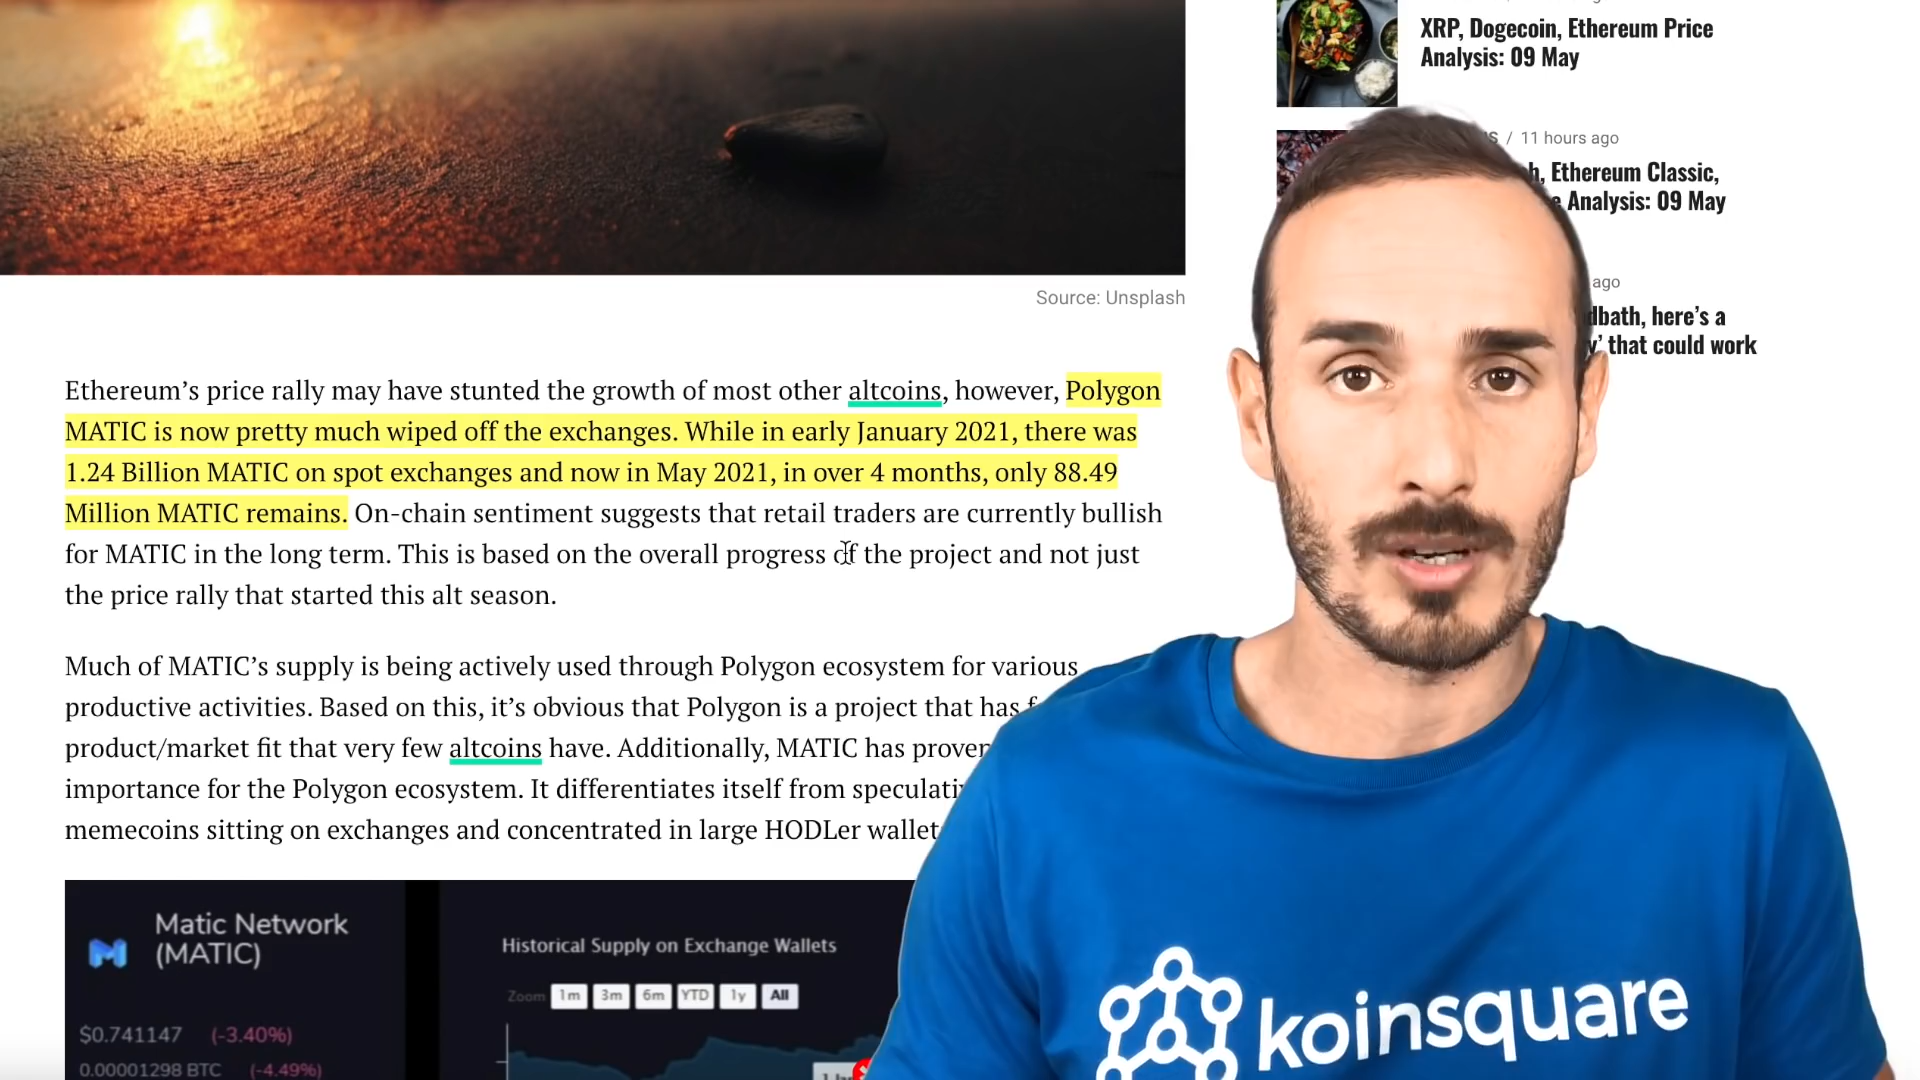 XRP, Dogecoin, Ethereum Price
Analysis: 09 May
/ 11 hours ago
Ethereum Classic,
Analysis: 09 May
ago
here’s a
that could work
Source: Unsplash
Ethereum’s price rally may have stunted the growth of most other altcoins, however, Polygon
MATIC is now pretty much wiped off the exchanges. While in early January 2021, there was
1.24 Billion MATIC on spot exchanges and now in May 2021, in over 4 months, only 88.49
Million MATIC remains. On-chain sentiment suggests that retail traders are currently bullish
for MATIC in the long term. This is based on the overall progress of the project and not just
the price rally that started this alt season.
Much of MATIC’s supply is being actively used through Polygon ecosystem for various
productive activities. Based on this, it’s obvious that Polygon is a project that has
product/market fit that very few altcoins have. Additionally, MATIC has
importance for the Polygon ecosystem. It differentiates itself from
memecoins sitting on exchanges and concentrated in large HODLer
Matic Network
(MATIC)
$0.741147 (-3.40%)
0.00001298 BTC (-4.49%)
Historical Supply on Exchange Wallets
Zoom 1m 3m 6m YTD 1y All
koinsquare